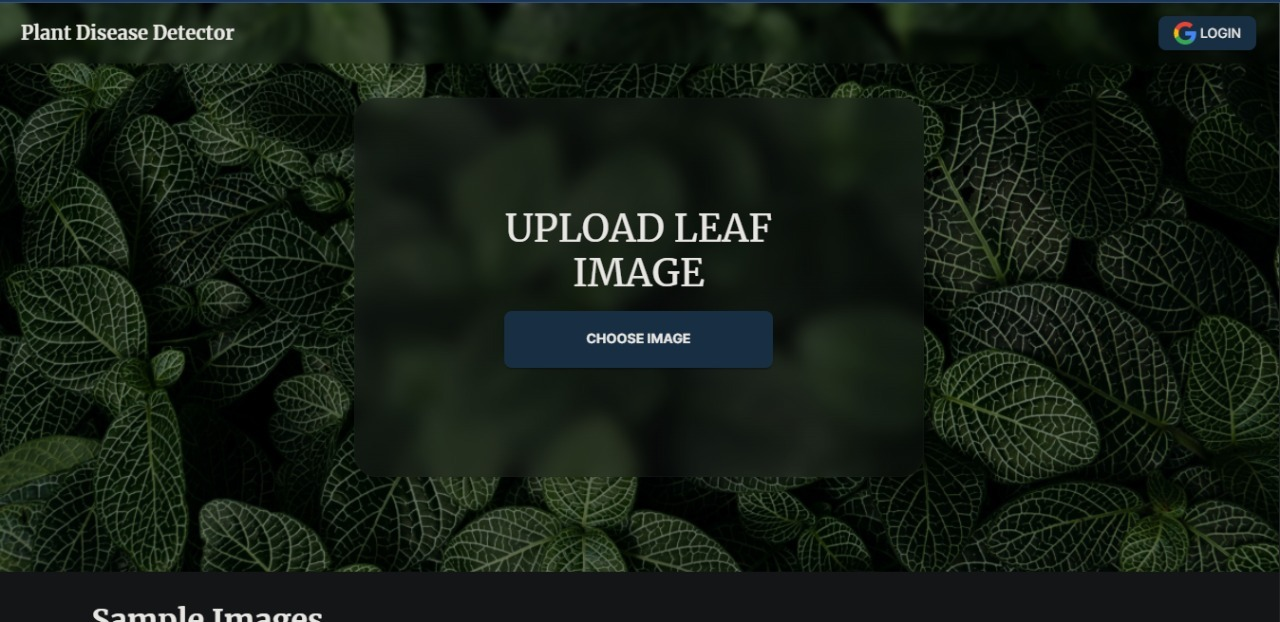 Plant Disease Detector
LOGIN
UPLOAD LEAF
IMAGE
CHOOSE IMAGE
Sample Images